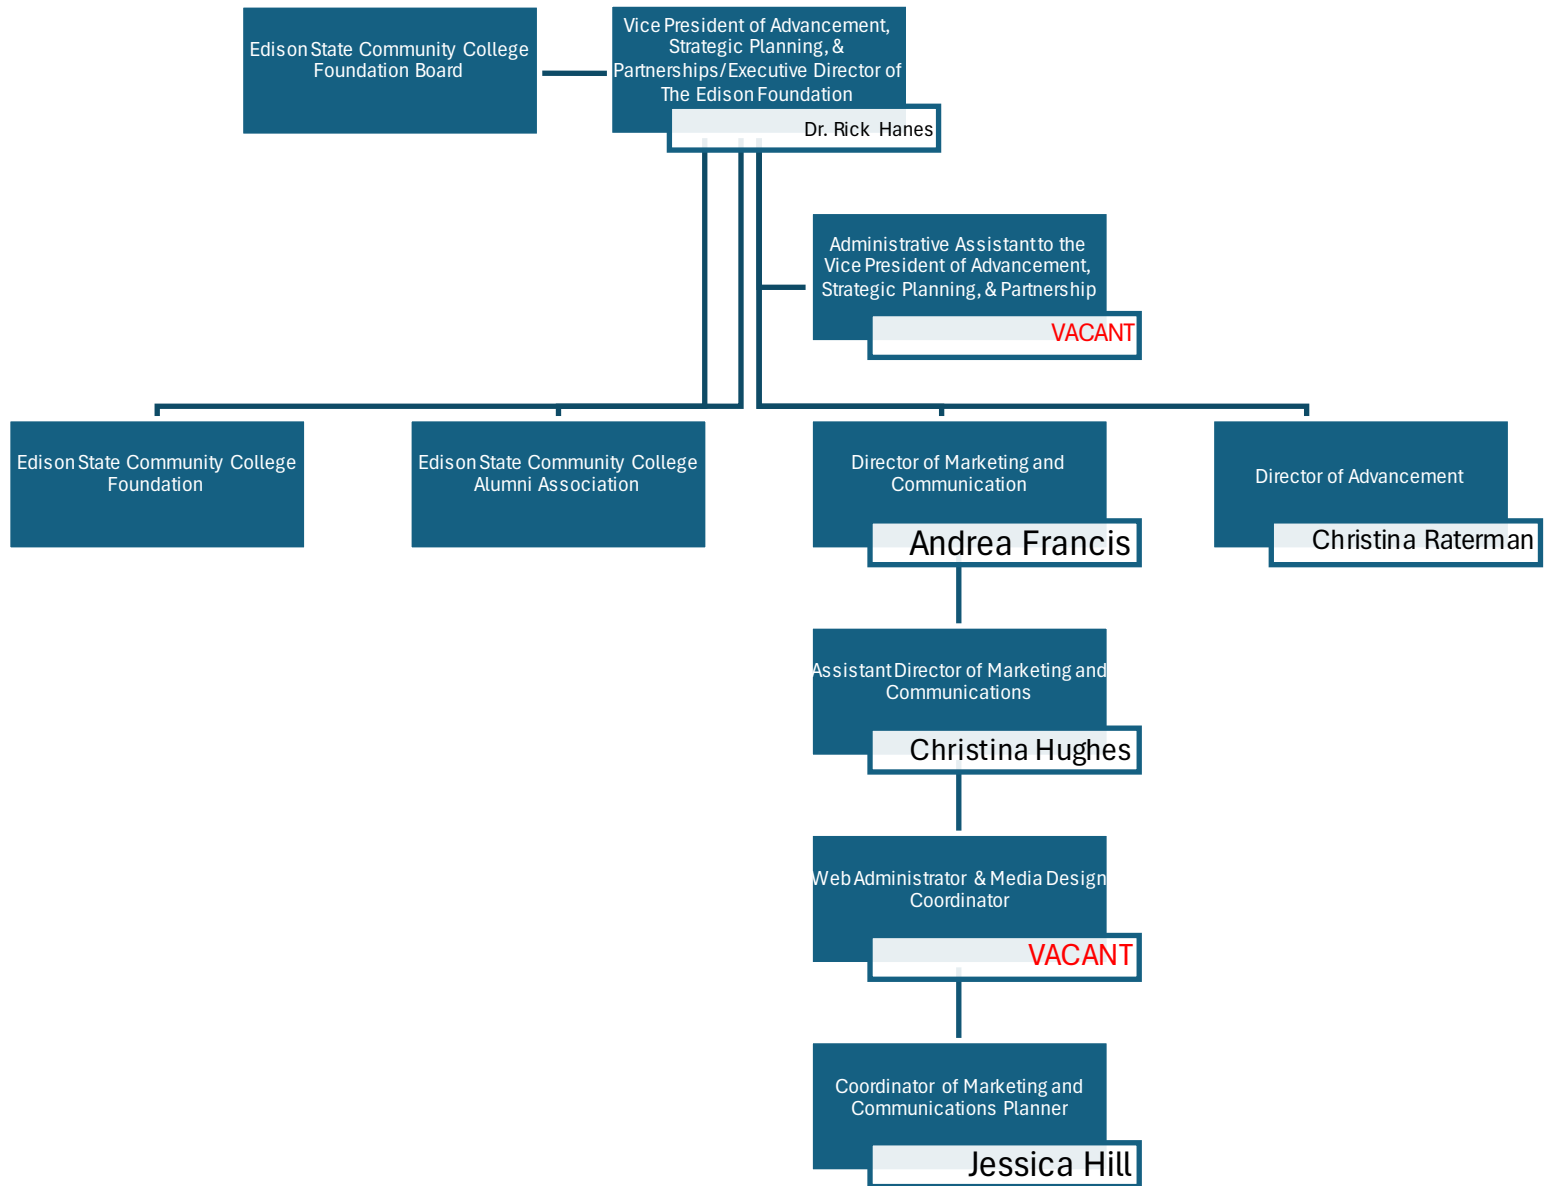 Edison State Community College
Foundation Board
Vice President of Advancement,
Strategic Planning, &
Partnerships/Executive Director of
The Edison Foundation
Dr. Rick Hanes
Administrative Assistant to the
Vice President of Advancement,
Strategic Planning, & Partnership
VACANT
Edison State Community College
Foundation
Edison State Community College
Alumni Association
Director of Marketing and
Communication
Andrea Francis
Director of Advancement
Christina Raterman
Assistant Director of Marketing and
Communications
Christina Hughes
Web Administrator & Media Design
Coordinator
VACANT
Coordinator of Marketing and
Communications Planner
Jessica Hill